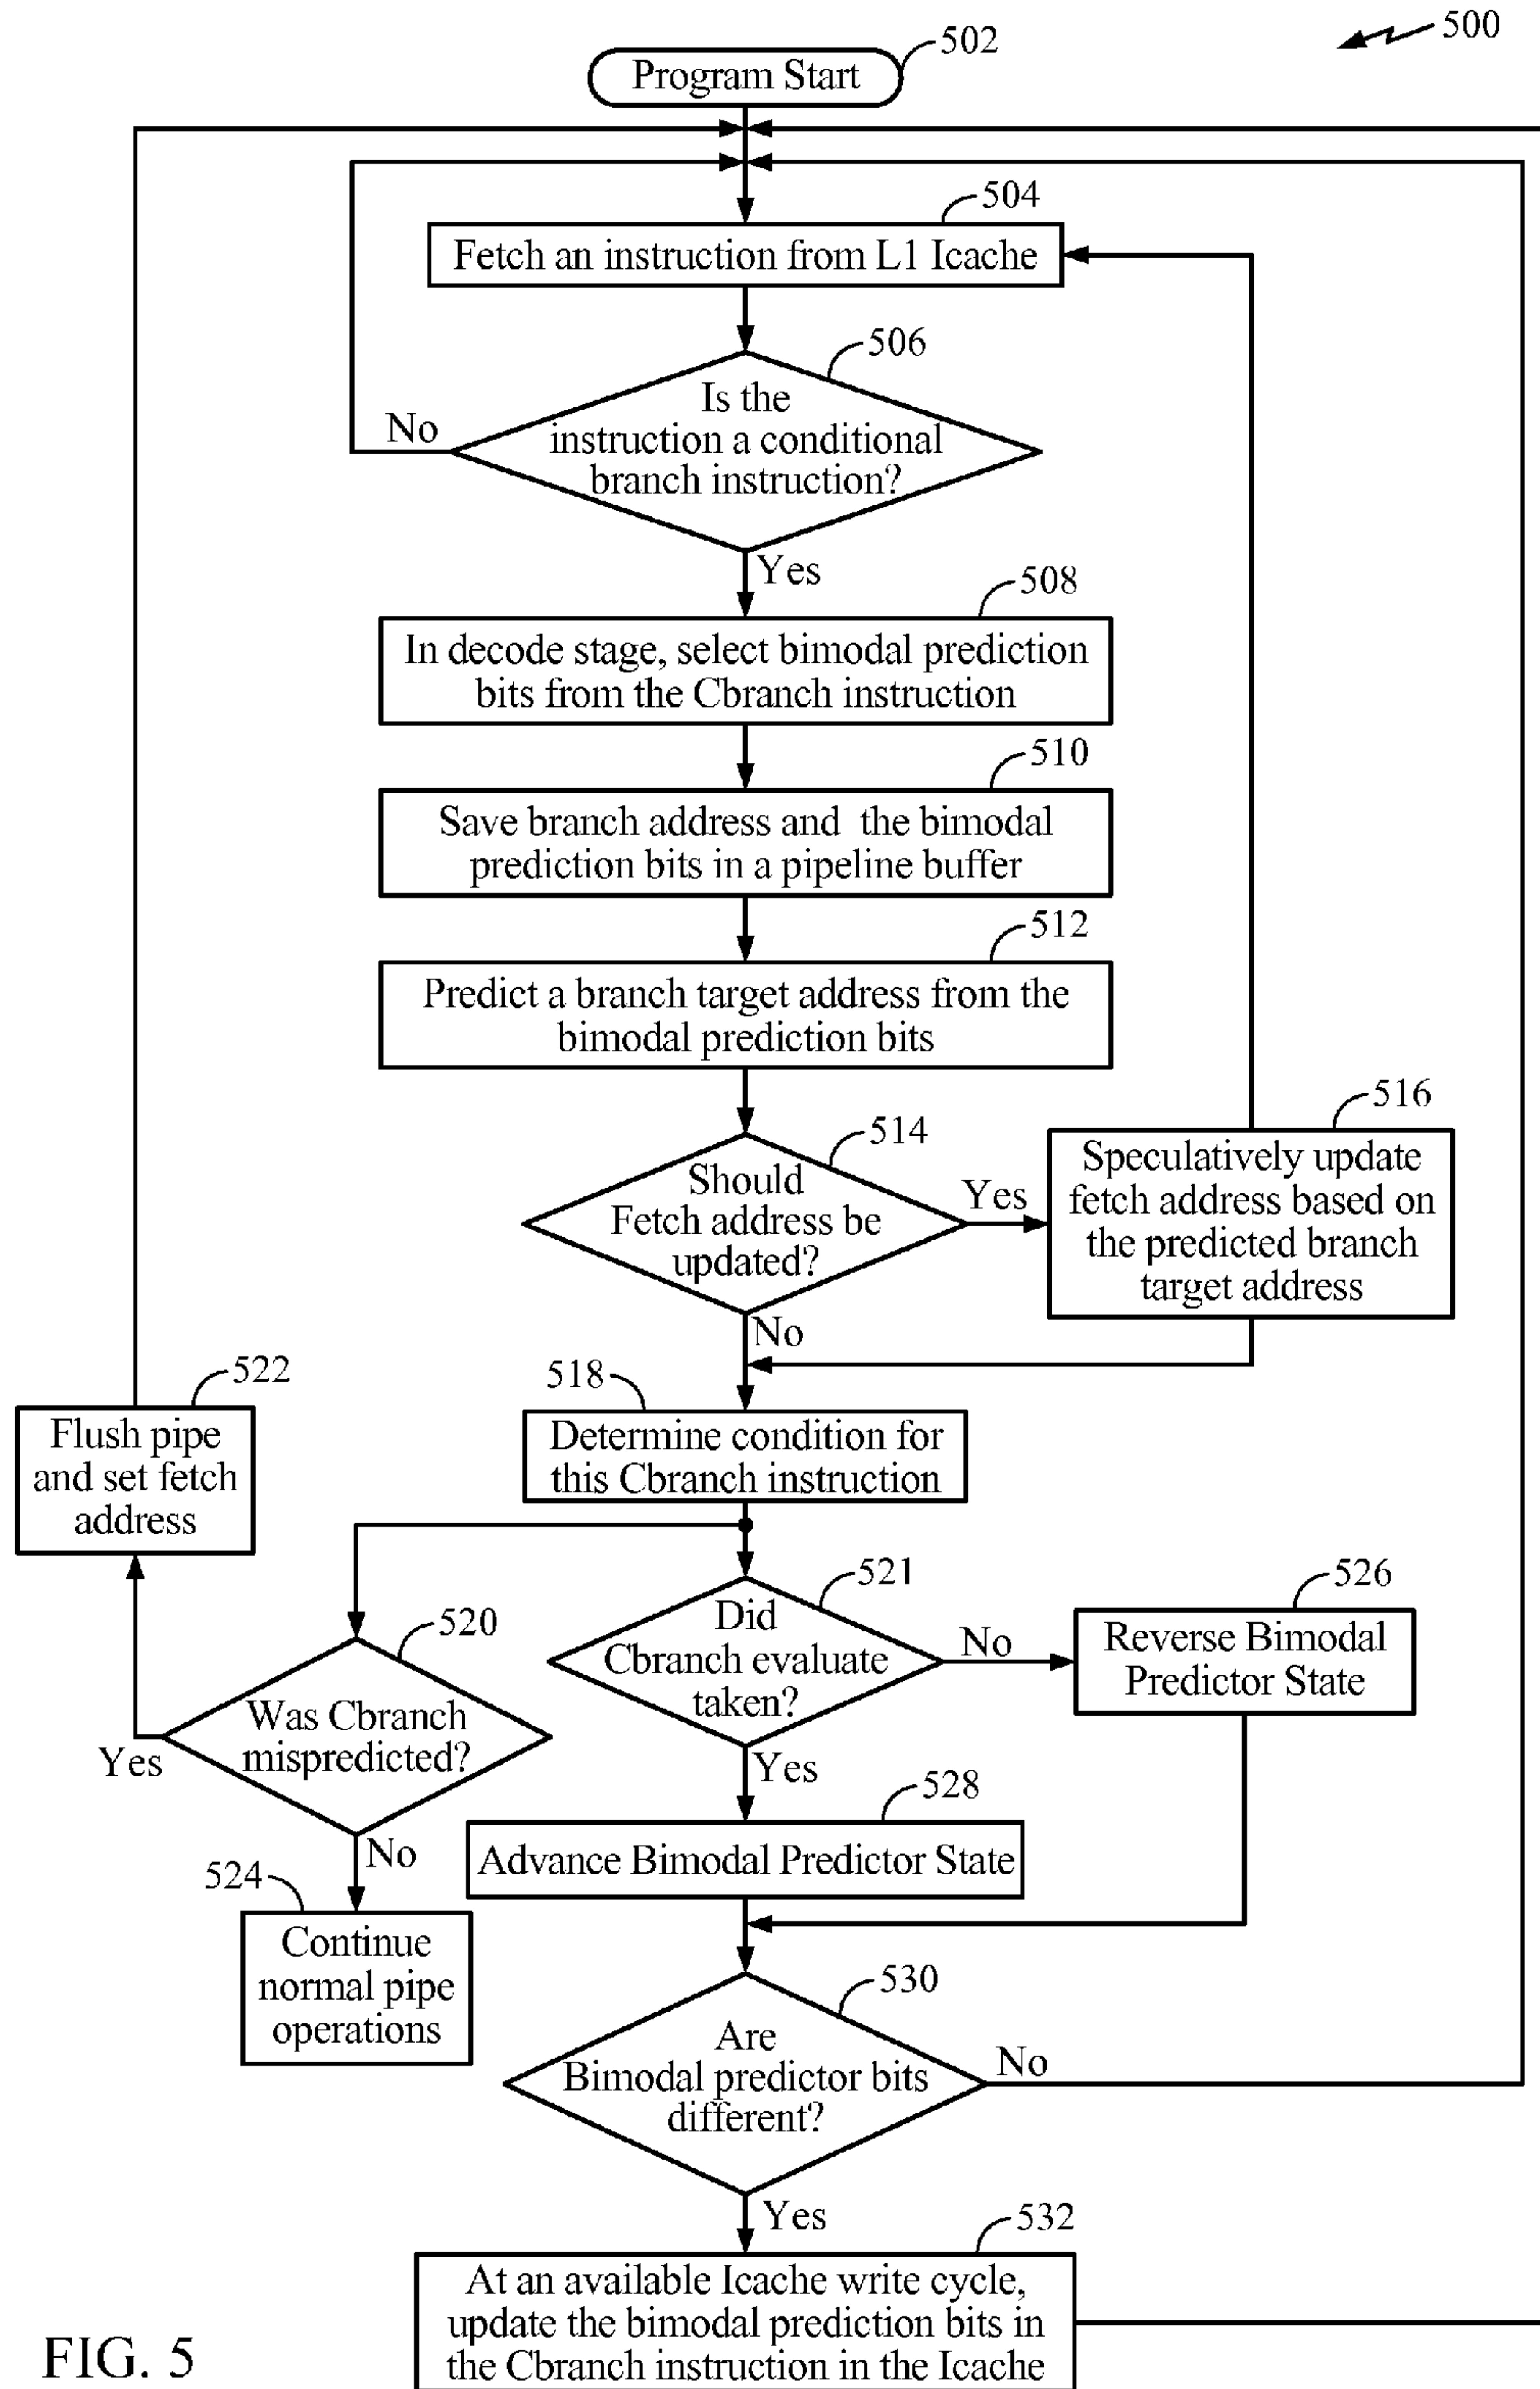 500
502
Program Start
504
Fetch an instruction from L1 Icache
506
Is the
instruction a conditional
branch instruction?
No
Yes
508
In decode stage, select bimodal prediction
bits from the Cbranch instruction
510
Save branch address and the bimodal
prediction bits in a pipeline buffer
512
Predict a branch target address from the
bimodal prediction bits
514
Should
Fetch address be
updated?
Yes
No
516
Speculatively update
fetch address based on
the predicted branch
target address
518
Determine condition for
this Cbranch instruction
522
Flush pipe
and set fetch
address
520
Was Cbranch
mispredicted?
Yes
No
524
Continue
normal pipe
operations
521
Did
Cbranch evaluate
taken?
No
Yes
526
Reverse Bimodal
Predictor State
528
Advance Bimodal Predictor State
530
Are
Bimodal predictor bits
different?
No
Yes
532
At an available Icache write cycle,
update the bimodal prediction bits in
the Cbranch instruction in the Icache
FIG. 5